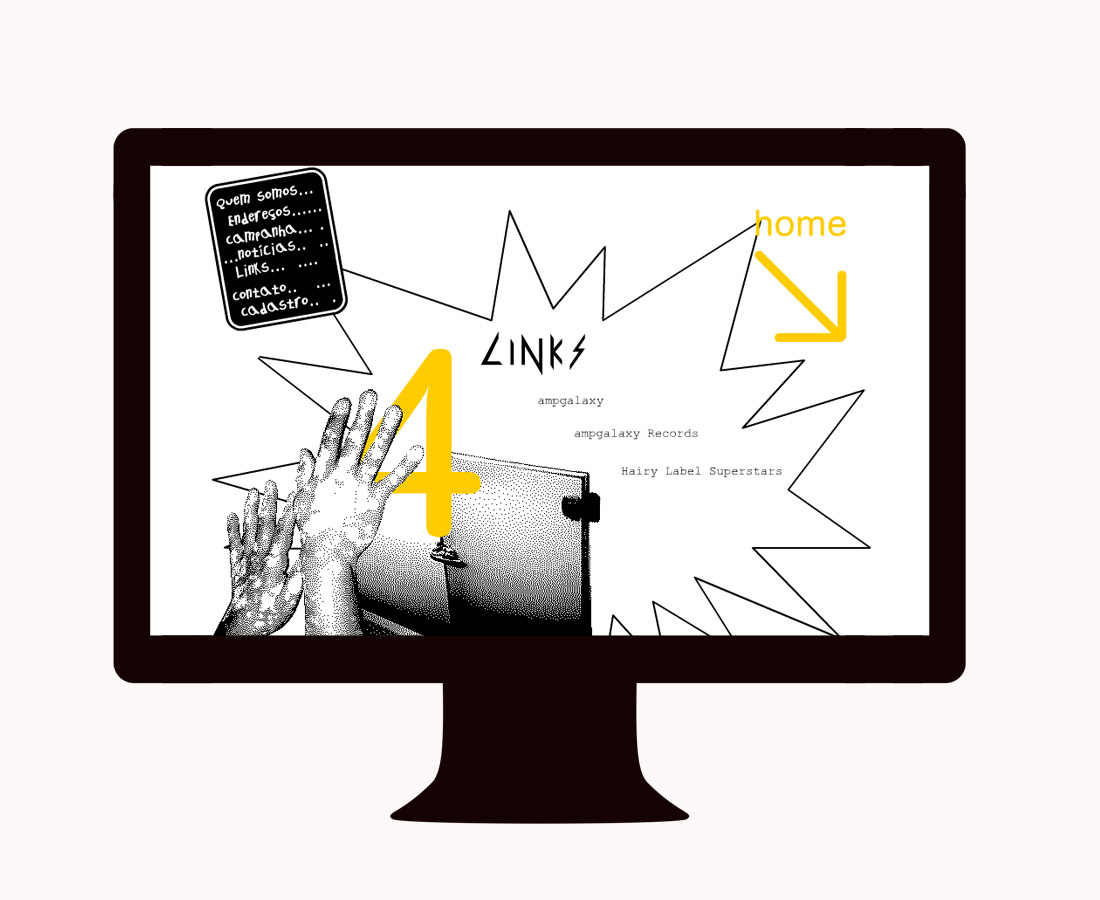 Quem somos...
Endereços......
campanha... .
...notícias.. ..
Links... ....
contato.. ...
cadastro.. .
home
LINKS
4
ampgalaxy
ampgalaxy Records
Hairy Label Superstars